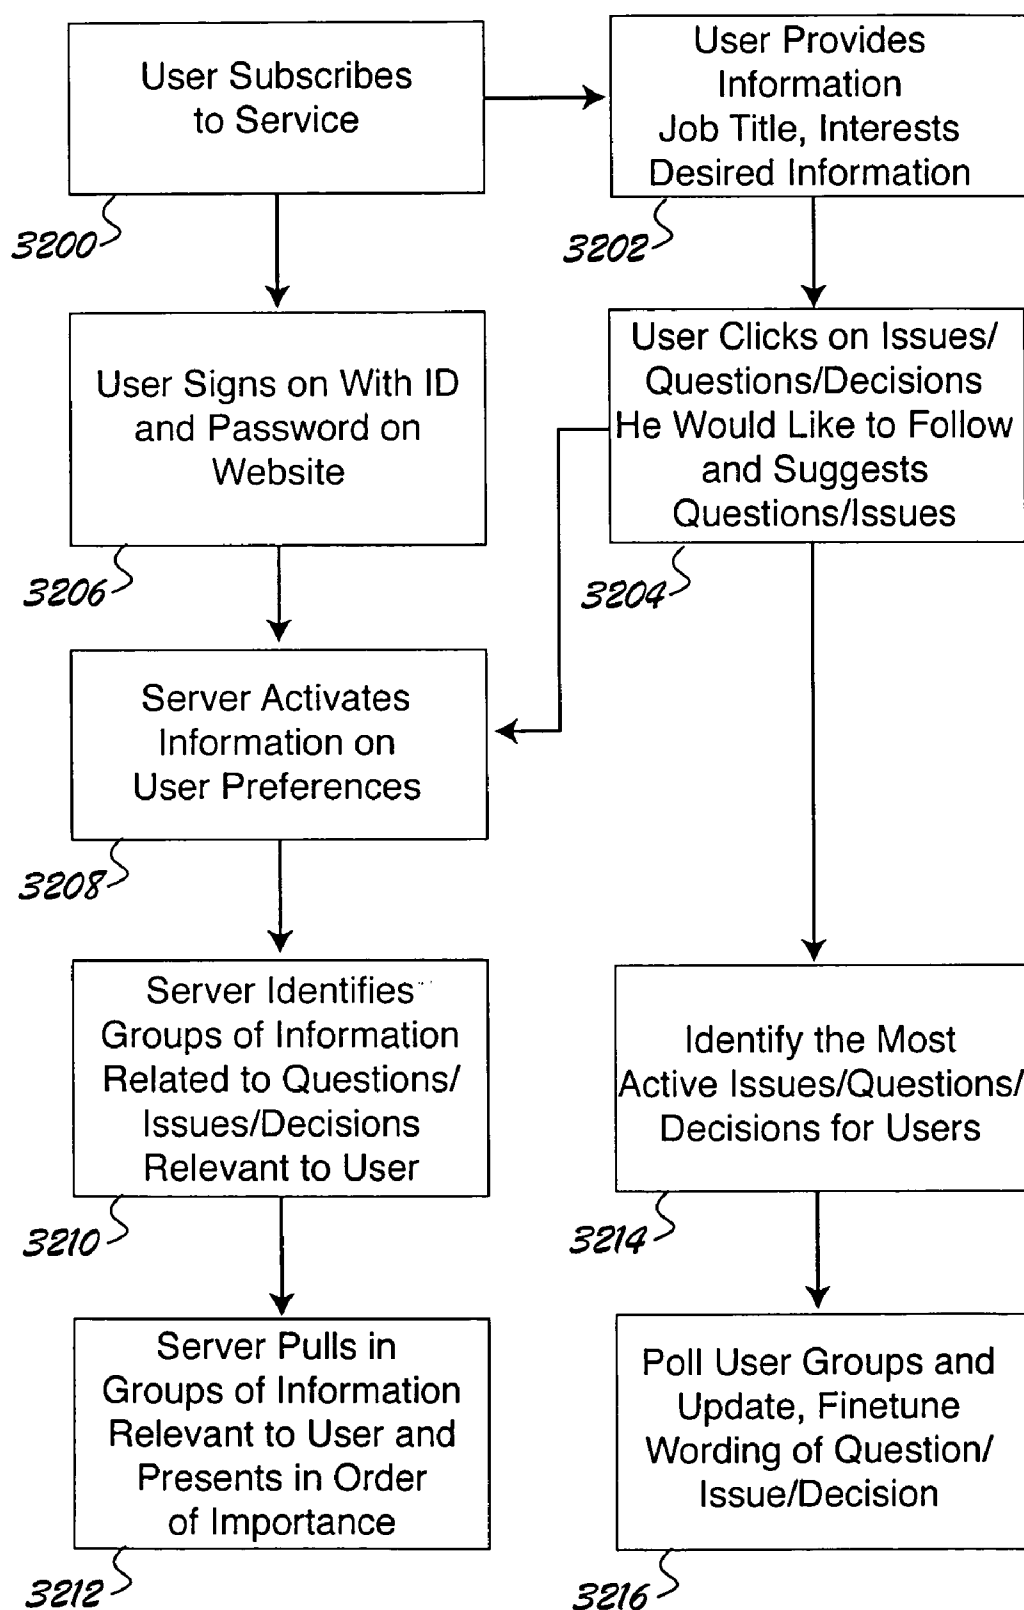 User Subscribes
to Service
3200
User Provides
Information
Job Title, Interests
Desired Information
3202
User Signs on With ID
and Password on
Website
3206
User Clicks on Issues/
Questions/Decisions
He Would Like to Follow
and Suggests
Questions/Issues
3204
Server Activates
Information on
User Preferences
3208
Server Identifies
Groups of Information
Related to Questions/
Issues/Decisions
Relevant to User
3210
Identify the Most
Active Issues/Questions/
Decisions for Users
3214
Server Pulls in
Groups of Information
Relevant to User and
Presents in Order
of Importance
3212
Poll User Groups and
Update, Finetune
Wording of Question/
Issue/Decision
3216